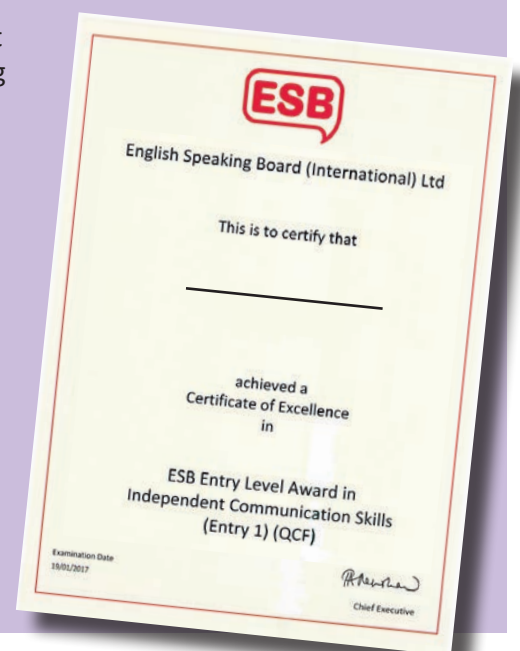 ESB
English Speaking Board (International) Ltd
This is to certify that
achieved a
Certificate of Excellence
in
ESB Entry Level Award in
Independent Communication Skills
(Entry 1) (QCF)
Examination Date
19/01/2017
Chief Executive